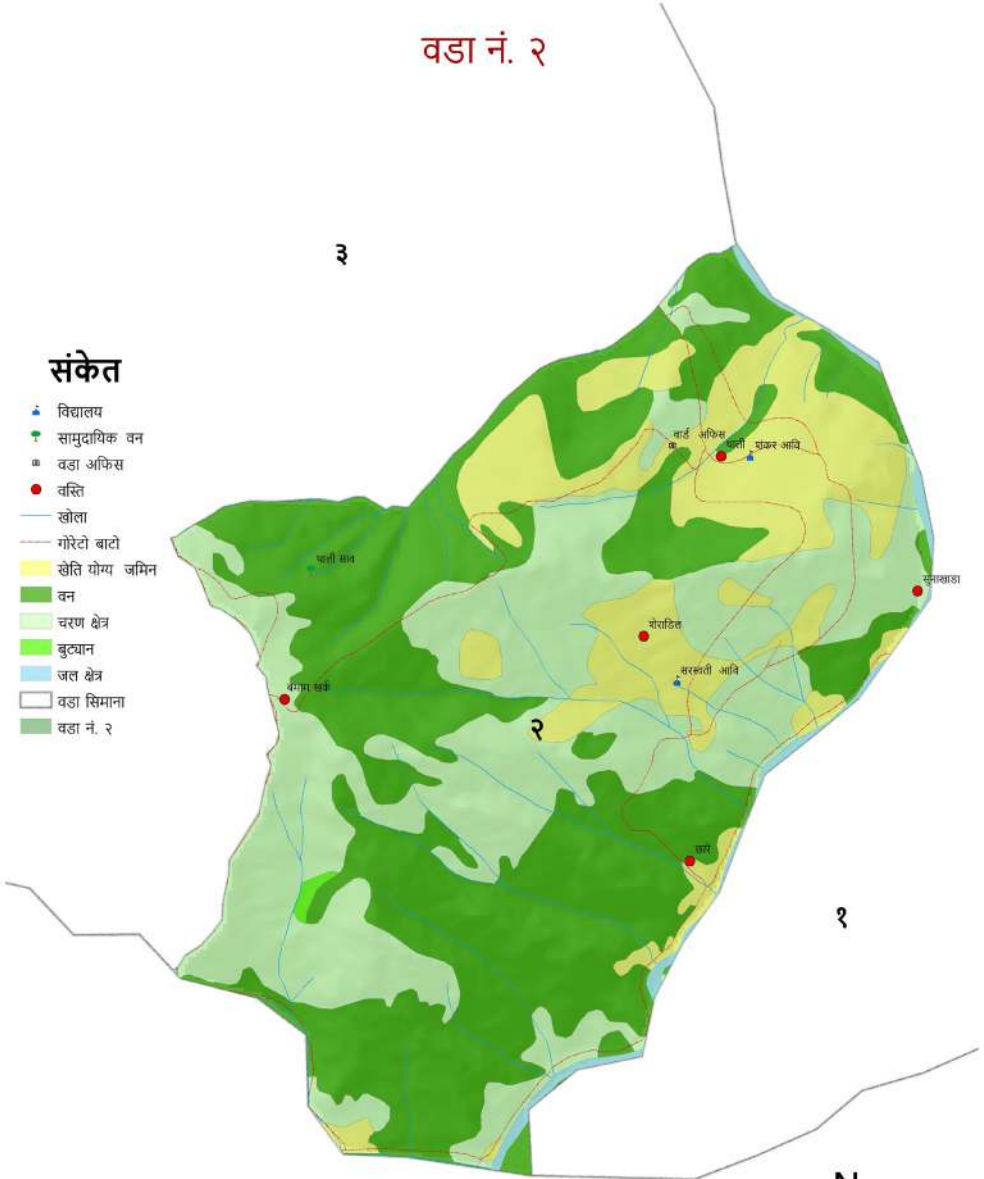 वडा नं. २
३
संकेत
विद्यालय
सामुदायिक वन
वडा अफिस
वस्ति
खोला
गोरेटो बाटो
खेति योग्य जमिन
वन
चरण क्षेत्र
बुट्यान
जल क्षेत्र
वडा सिमाना
वडा नं. २
वार्ड अफिस
थाली शंकर आवि
सुनाखाडा
सरस्वती आवि
२
छारे
१
N